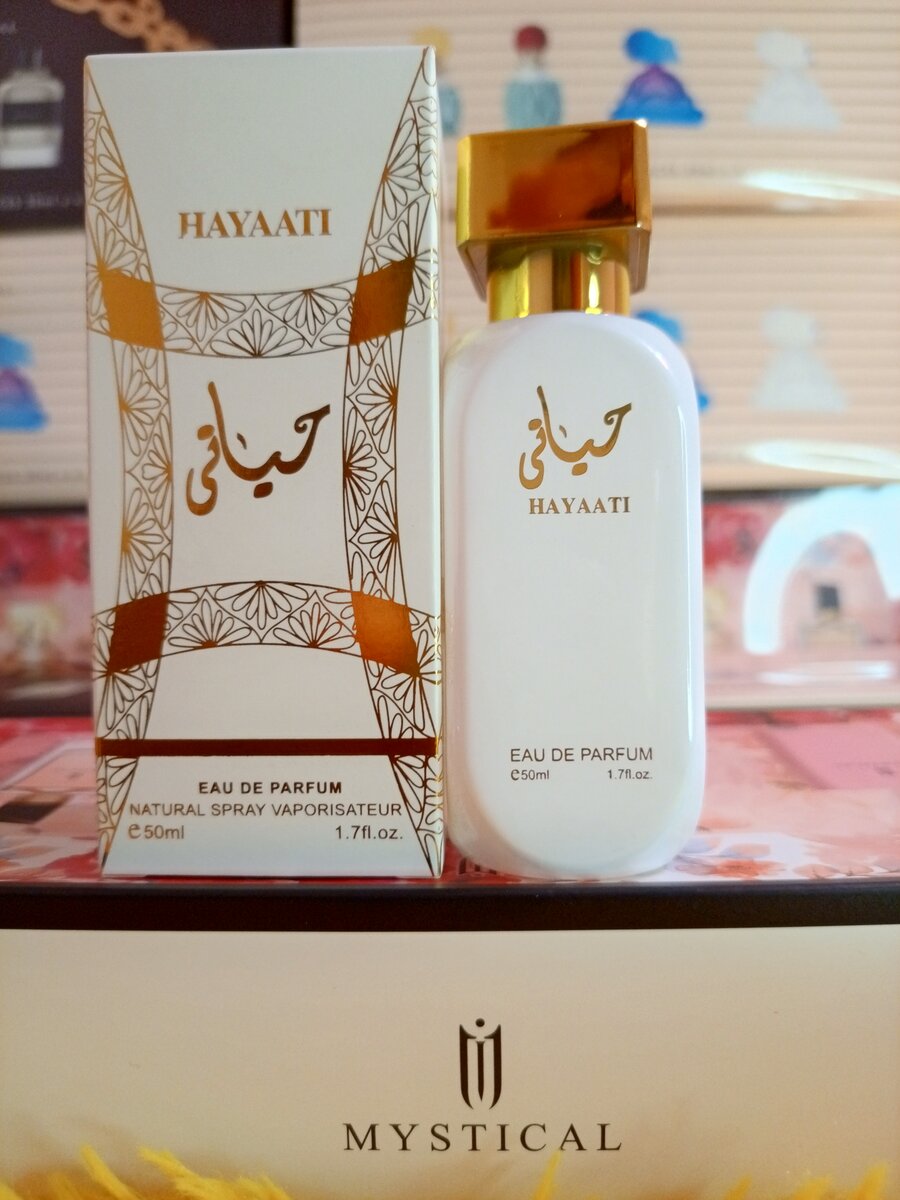 HAYAATI
حياتي
EAU DE PARFUM
NATURAL SPRAY VAPORISATEUR
℮50ml 1.7fl.oz.
حياتي
HAYAATI
EAU DE PARFUM
℮50ml 1.7fl.oz.
MYSTICAL